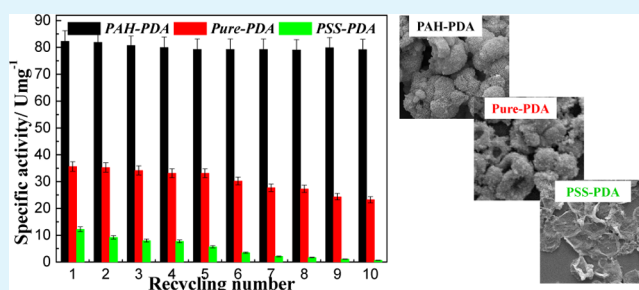 PAH-PDA Pure-PDA PSS-PDA
90
80
70
60
50
40
30
20
10
0
Specific activity/ Umg⁻¹
1 2 3 4 5 6 7 8 9 10
Recycling number
PAH-PDA
Pure-PDA
PSS-PDA